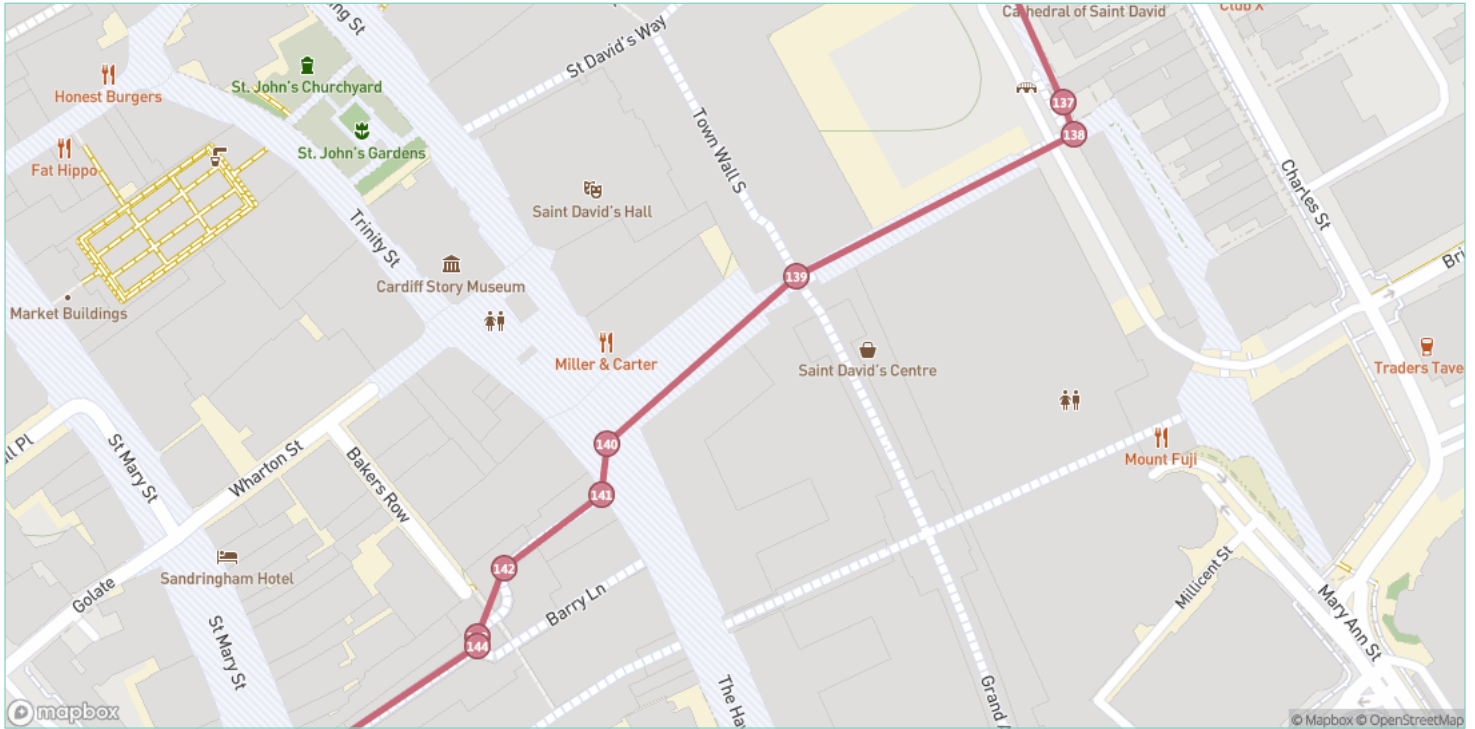 Cathedral of Saint David
Club X
St David's Way
Honest Burgers
St. John's Churchyard
137
138
St. John's Gardens
Fat Hippo
Town Wall S
Charles St
Saint David's Hall
Trinity St
Cardiff Story Museum
139
Market Buildings
Miller & Carter
Saint David's Centre
Traders Tave
St Mary St
Wharton St
Bakers Row
140
Mount Fuji
141
142
Sandringham Hotel
Golate
Barry Ln
Millicent St
Mary Ann St
St Mary St
144
The Ha
Grand A
mapbox
© Mapbox © OpenStreetMap